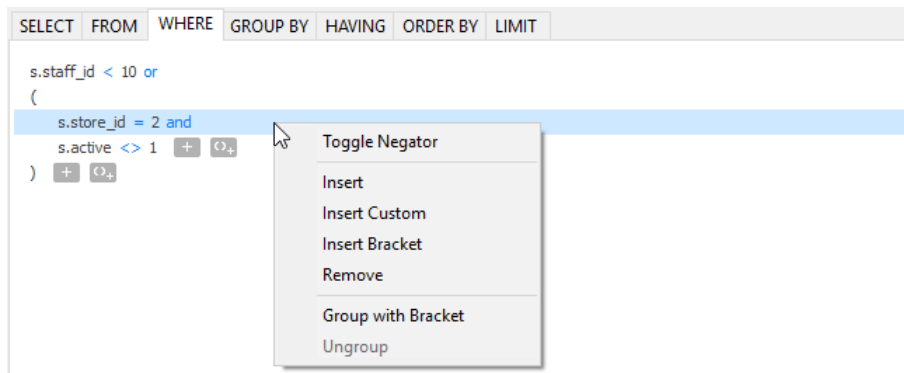 SELECT FROM WHERE GROUP BY HAVING ORDER BY LIMIT
s.staff_id < 10 or
(
s.store_id = 2 and
s.active <> 1 + ()+
) + ()+
Toggle Negator
Insert
Insert Custom
Insert Bracket
Remove
Group with Bracket
Ungroup